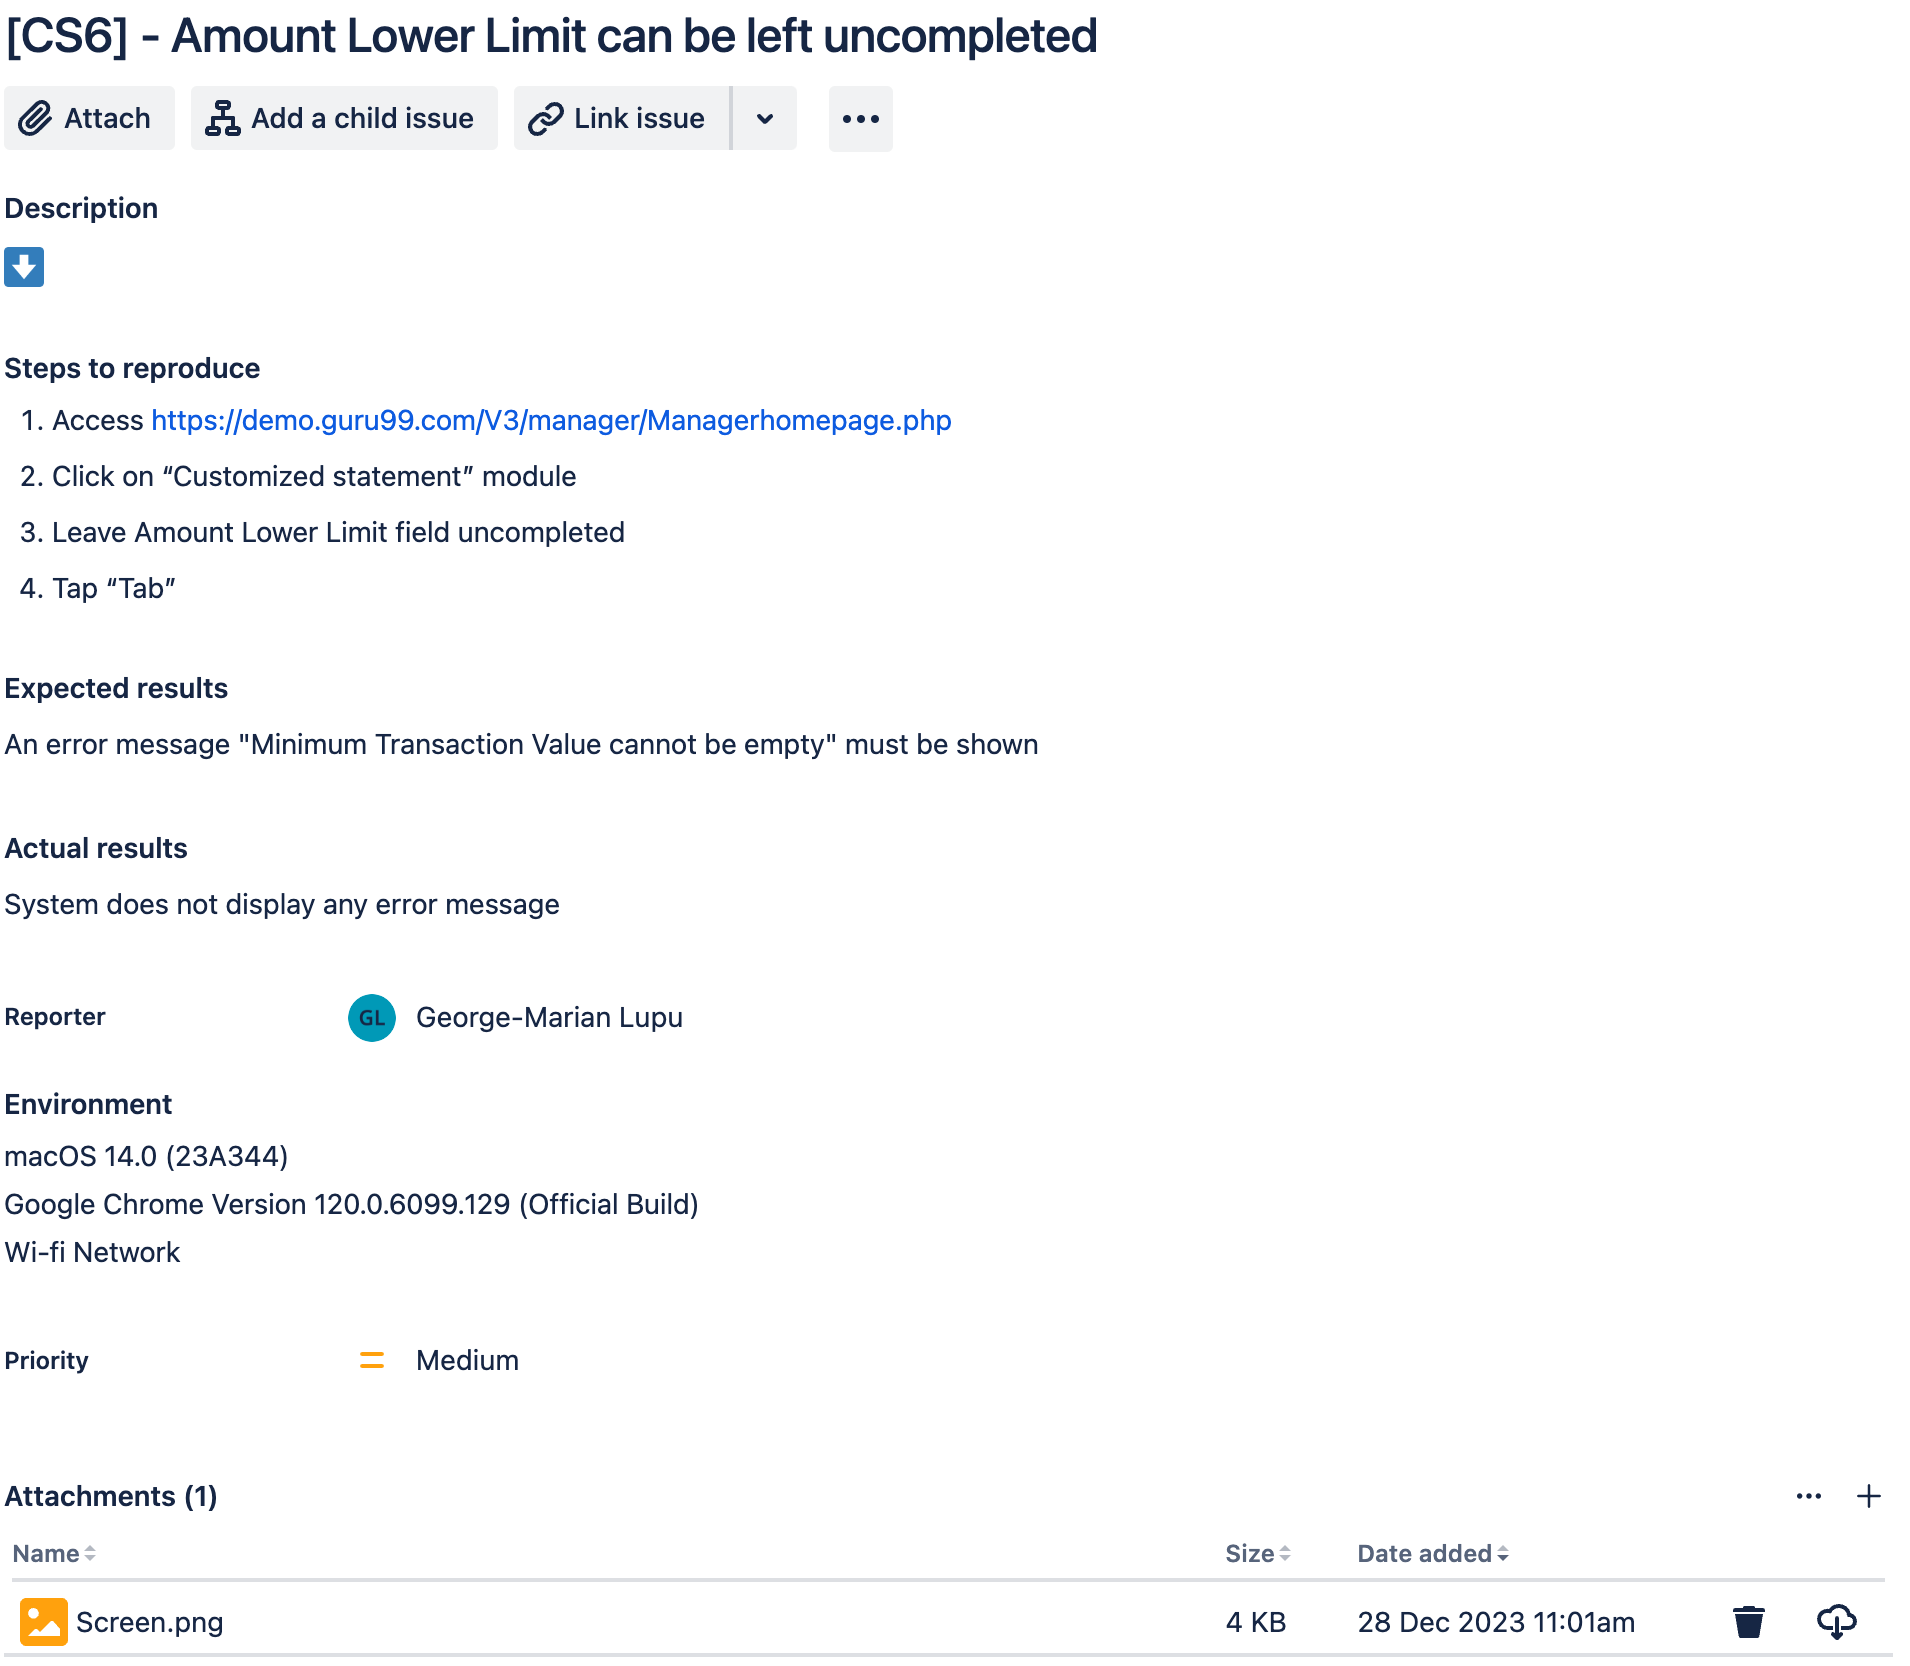 [CS6] - Amount Lower Limit can be left uncompleted
Attach Add a child issue Link issue
Description
Steps to reproduce
1. Access https://demo.guru99.com/V3/manager/Managerhomepage.php
2. Click on “Customized statement” module
3. Leave Amount Lower Limit field uncompleted
4. Tap “Tab”
Expected results
An error message "Minimum Transaction Value cannot be empty" must be shown
Actual results
System does not display any error message
Reporter GL George-Marian Lupu
Environment
macOS 14.0 (23A344)
Google Chrome Version 120.0.6099.129 (Official Build)
Wi-fi Network
Priority Medium
Attachments (1)
Name Size Date added
Screen.png 4 KB 28 Dec 2023 11:01am